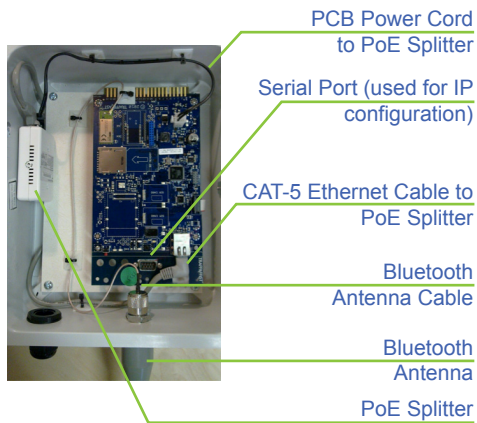 PCB Power Cord
to PoE Splitter
Serial Port (used for IP
configuration)
CAT-5 Ethernet Cable to
PoE Splitter
Bluetooth
Antenna Cable
Bluetooth
Antenna
PoE Splitter